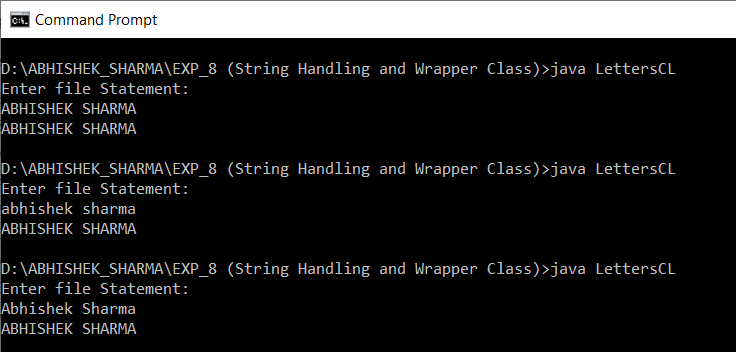 Command Prompt
D:\ABHISHEK_SHARMA\EXP_8 (String Handling and Wrapper Class)>java LettersCL
Enter file Statement:
ABHISHEK SHARMA
ABHISHEK SHARMA
D:\ABHISHEK_SHARMA\EXP_8 (String Handling and Wrapper Class)>java LettersCL
Enter file Statement:
abhishek sharma
ABHISHEK SHARMA
D:\ABHISHEK_SHARMA\EXP_8 (String Handling and Wrapper Class)>java LettersCL
Enter file Statement:
Abhishek Sharma
ABHISHEK SHARMA